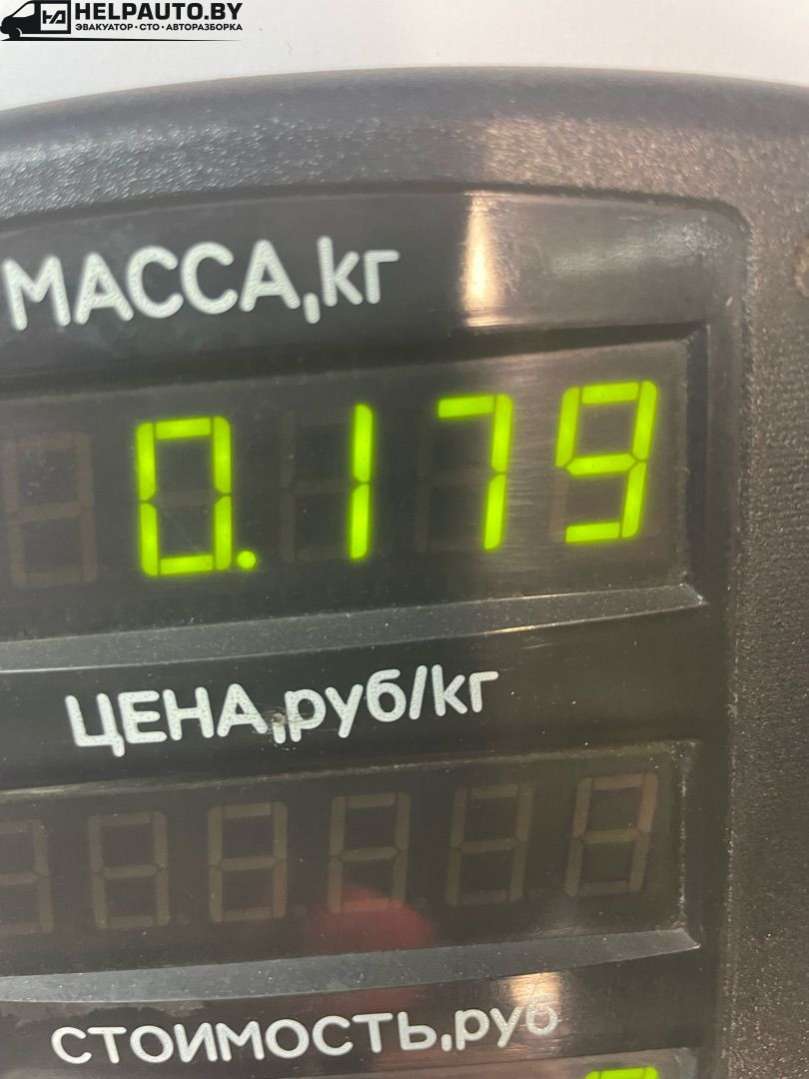 HELPAUTO.BY
ЭВАКУАТОР · СТО · АВТОРАЗБОРКА
МАССА,кг
0.179
ЦЕНА,руб/кг
СТОИМОСТЬ,руб